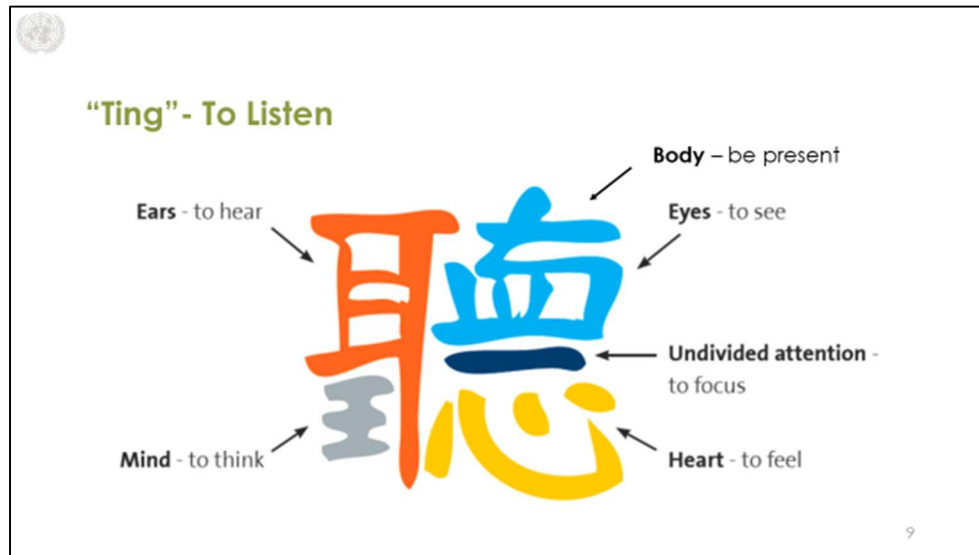 “Ting”- To Listen
Body – be present
Ears - to hear
Eyes - to see
聽
Undivided attention -
to focus
Mind - to think
Heart - to feel
9